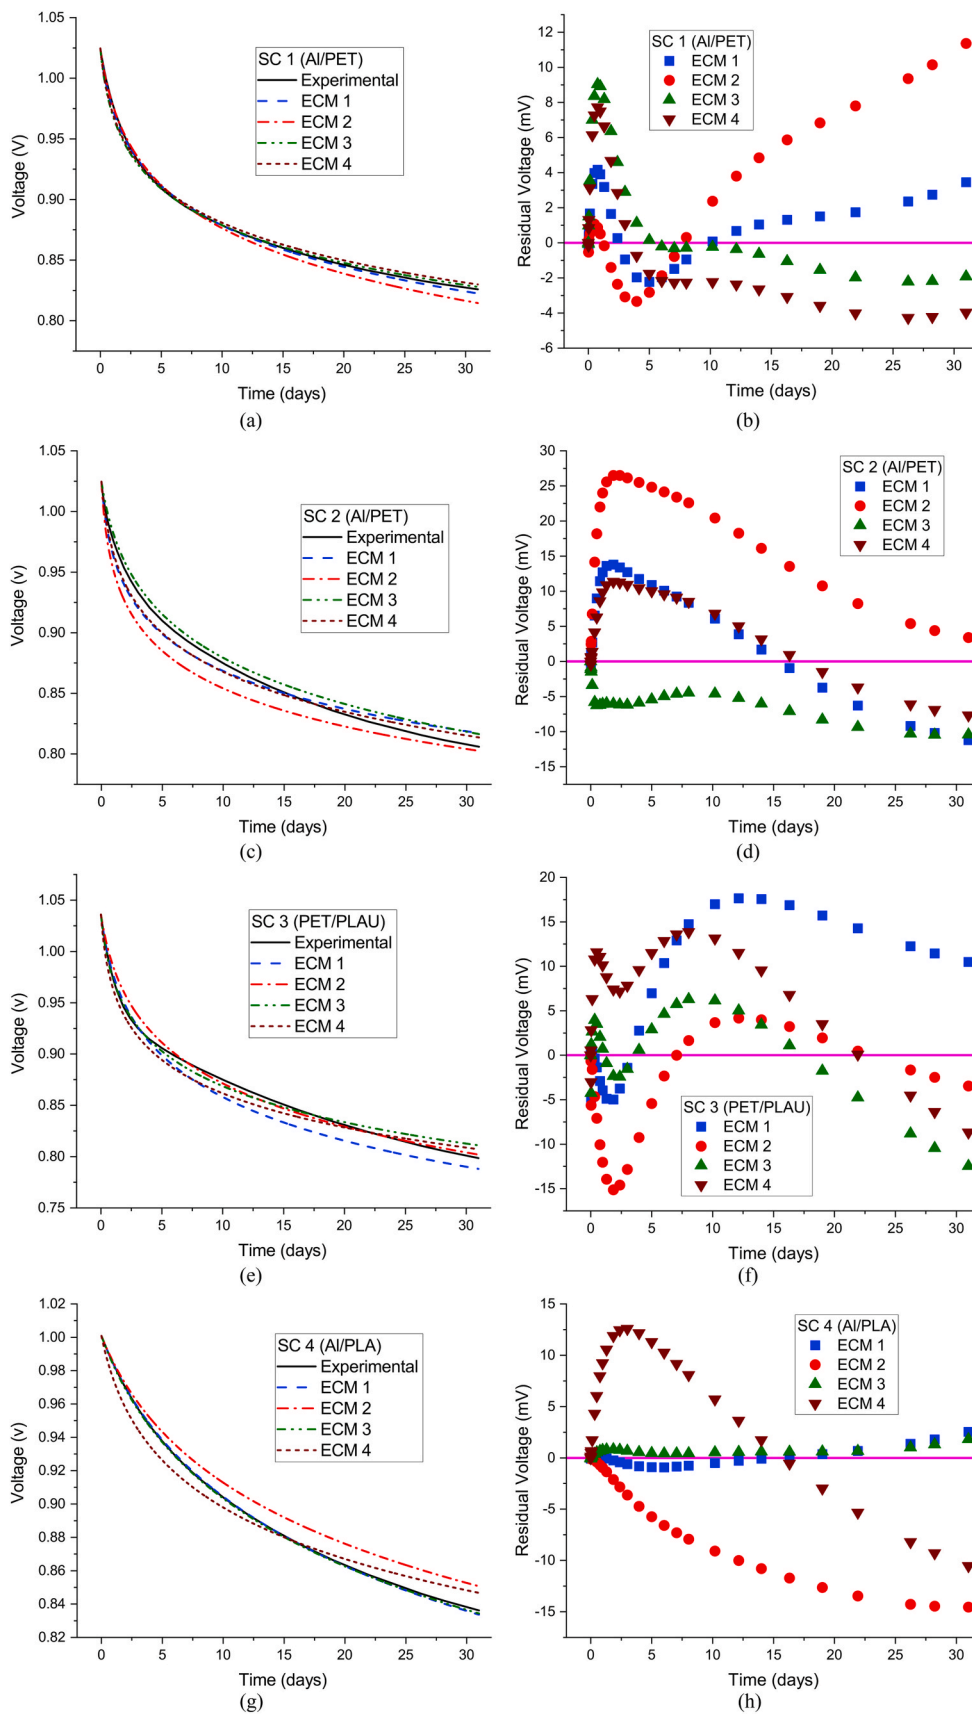 1.05
1.00
0.95
0.90
0.85
0.80
Voltage (V)
0 5 10 15 20 25 30
Time (days)
SC 1 (Al/PET)
Experimental
ECM 1
ECM 2
ECM 3
ECM 4
(a)
12
10
8
6
4
2
0
-2
-4
-6
Residual Voltage (mV)
0 5 10 15 20 25 30
Time (days)
SC 1 (Al/PET)
ECM 1
ECM 2
ECM 3
ECM 4
(b)
1.05
1.00
0.95
0.90
0.85
0.80
Voltage (v)
0 5 10 15 20 25 30
Time (days)
SC 2 (Al/PET)
Experimental
ECM 1
ECM 2
ECM 3
ECM 4
(c)
30
25
20
15
10
5
0
-5
-10
-15
Residual Voltage (mV)
0 5 10 15 20 25 30
Time (days)
SC 2 (Al/PET)
ECM 1
ECM 2
ECM 3
ECM 4
(d)
1.05
1.00
0.95
0.90
0.85
0.80
0.75
Voltage (v)
0 5 10 15 20 25 30
Time (days)
SC 3 (PET/PLAU)
Experimental
ECM 1
ECM 2
ECM 3
ECM 4
(e)
20
15
10
5
0
-5
-10
-15
Residual Voltage (mV)
0 5 10 15 20 25 30
Time (days)
SC 3 (PET/PLAU)
ECM 1
ECM 2
ECM 3
ECM 4
(f)
1.02
1.00
0.98
0.96
0.94
0.92
0.90
0.88
0.86
0.84
0.82
Voltage (v)
0 5 10 15 20 25 30
Time (days)
SC 4 (Al/PLA)
Experimental
ECM 1
ECM 2
ECM 3
ECM 4
(g)
15
10
5
0
-5
-10
-15
Residual Voltage (mV)
0 5 10 15 20 25 30
Time (days)
SC 4 (Al/PLA)
ECM 1
ECM 2
ECM 3
ECM 4
(h)